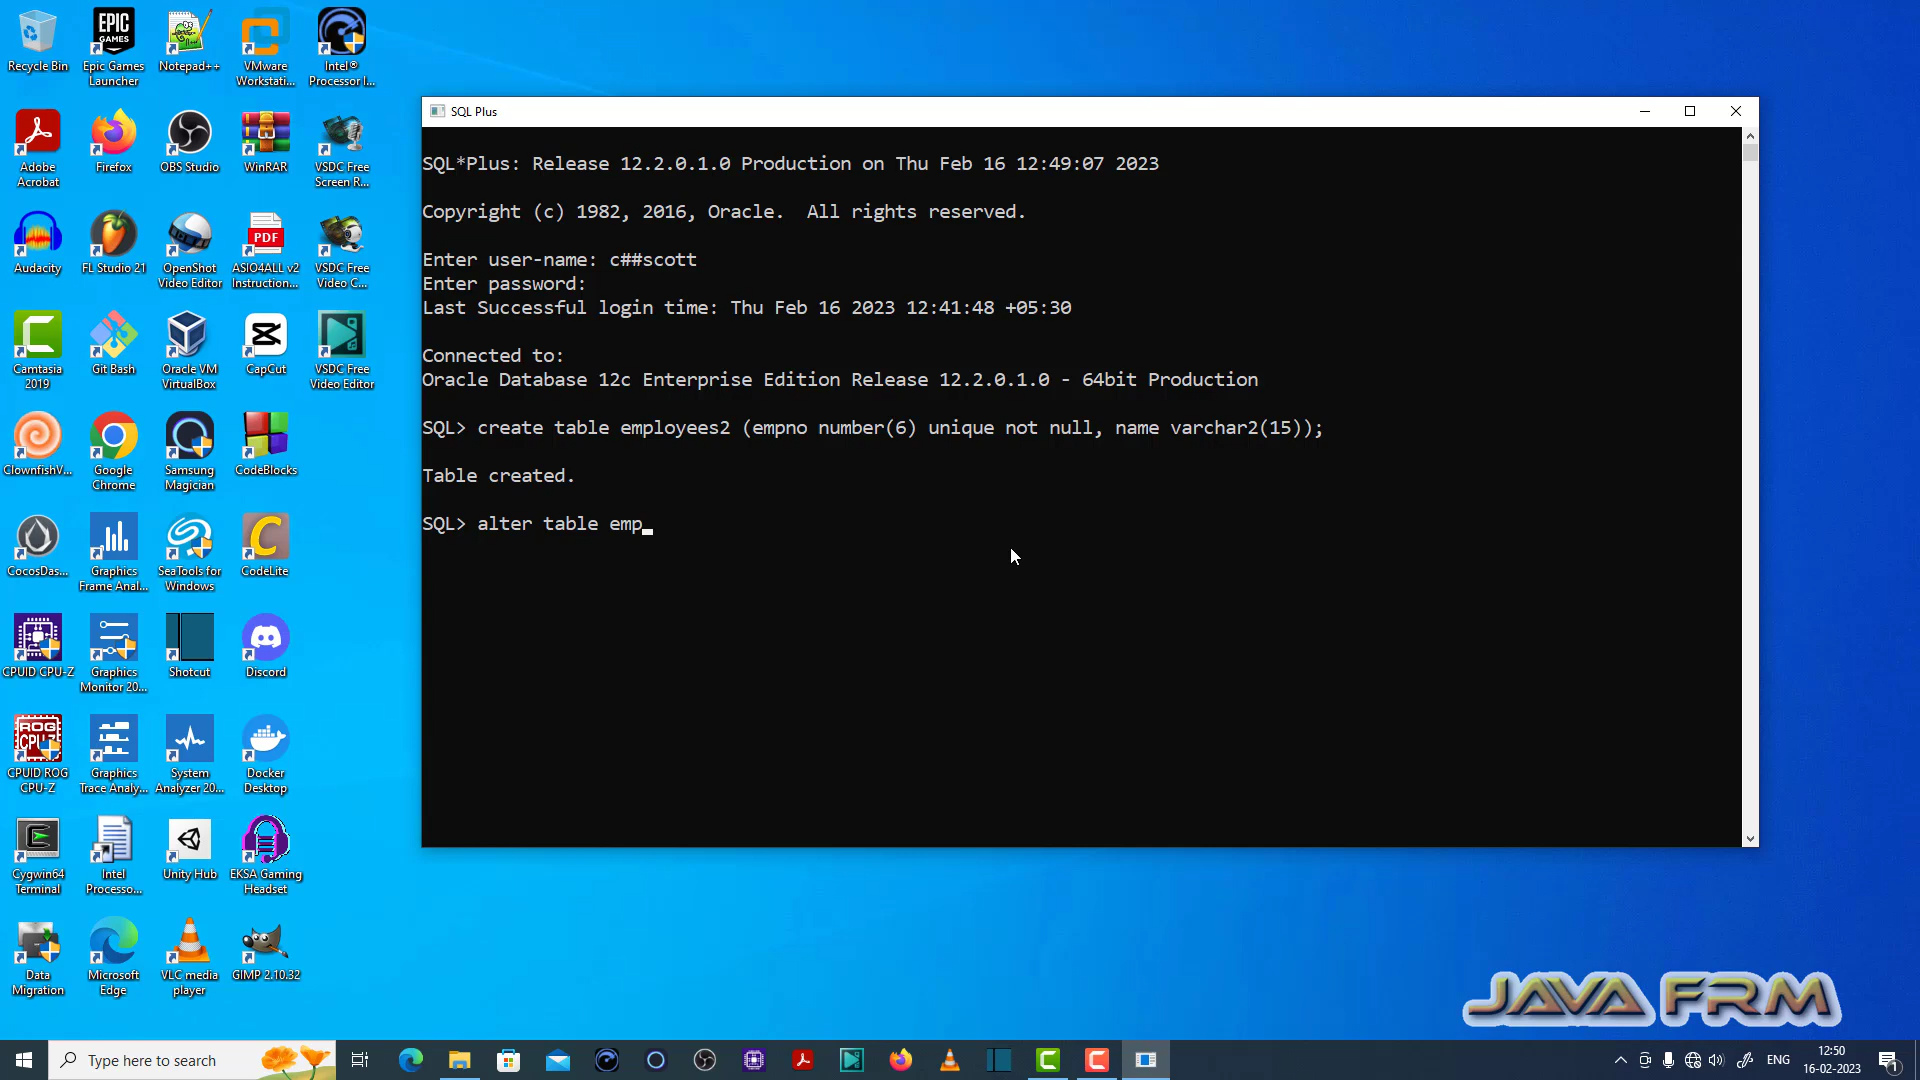 Recycle Bin
Epic Games
Launcher
Notepad++
VMware
Workstati...
Intel®
Processor I...
Adobe
Acrobat
Firefox
OBS Studio
WinRAR
VSDC Free
Screen R...
Audacity
FL Studio 21
OpenShot
Video Editor
PDF
ASIO4ALL v2
Instruction...
VSDC Free
Video C...
Camtasia
2019
Git Bash
Oracle VM
VirtualBox
CapCut
VSDC Free
Video Editor
ClownfishV...
Google
Chrome
Samsung
Magician
CodeBlocks
CocosDas...
Graphics
Frame Anal...
SeaTools for
Windows
CodeLite
CPUID CPU-Z
Graphics
Monitor 20...
Shotcut
Discord
CPUID ROG
CPU-Z
Graphics
Trace Analy...
System
Analyzer 20...
Docker
Desktop
Cygwin64
Terminal
Intel
Processo...
Unity Hub
EKSA Gaming
Headset
Data
Migration
Microsoft
Edge
VLC media
player
GIMP 2.10.32
EPIC
GAMES
ROG
CPU-Z
SQL Plus
SQL*Plus: Release 12.2.0.1.0 Production on Thu Feb 16 12:49:07 2023
Copyright (c) 1982, 2016, Oracle.  All rights reserved.
Enter user-name: c##scott
Enter password:
Last Successful login time: Thu Feb 16 2023 12:41:48 +05:30
Connected to:
Oracle Database 12c Enterprise Edition Release 12.2.0.1.0 - 64bit Production
SQL> create table employees2 (empno number(6) unique not null, name varchar2(15));
Table created.
SQL> alter table emp_
JAVA FRM
Type here to search
ENG
12:50
16-02-2023
1